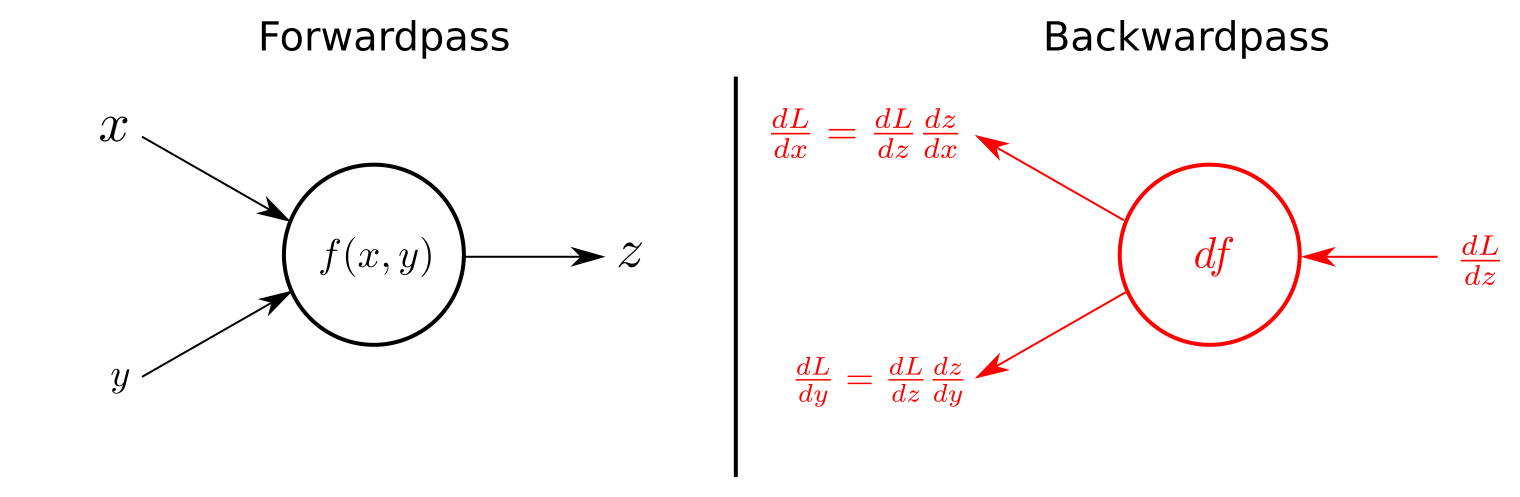 Forwardpass
x
f(x, y)
z
y
Backwardpass
dL/dx = dL/dz dz/dx
df
dL/dz
dL/dy = dL/dz dz/dy